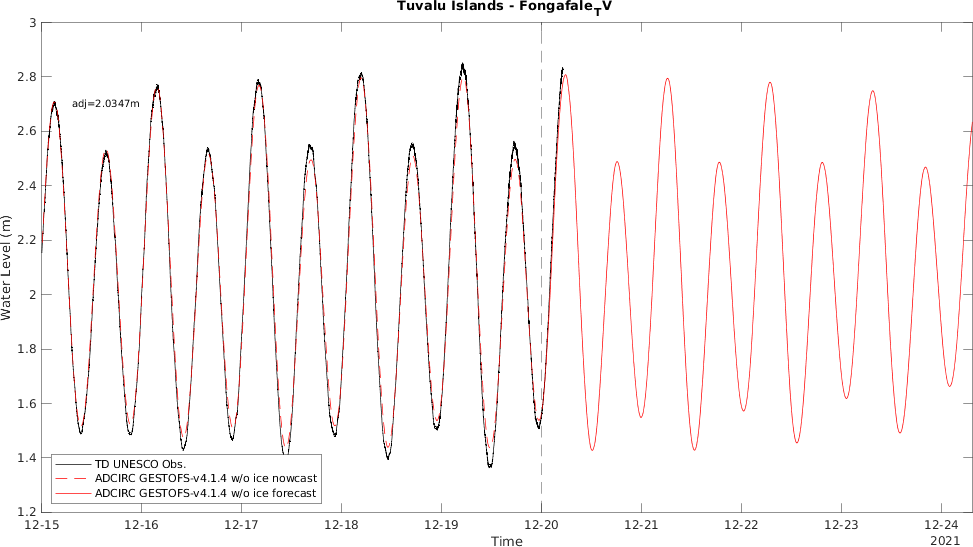 Tuvalu Islands - Fongafale_TV
3
2.8
adj=2.0347m
2.6
2.4
2.2
Water Level (m)
2
1.8
1.6
1.4
TD UNESCO Obs.
ADCIRC GESTOFS-v4.1.4 w/o ice nowcast
ADCIRC GESTOFS-v4.1.4 w/o ice forecast
1.2
12-15 12-16 12-17 12-18 12-19 12-20 12-21 12-22 12-23 12-24
Time 2021